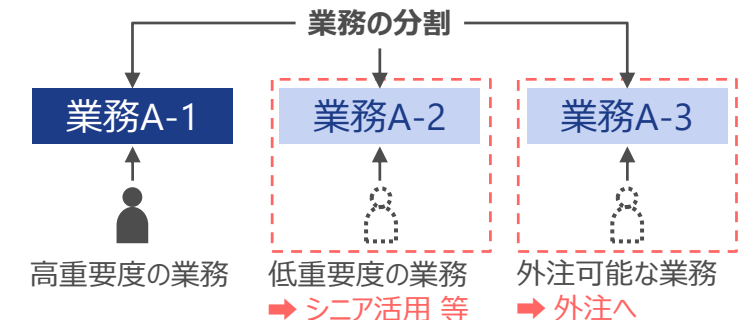 業務の分割
業務A-1
業務A-2
業務A-3
高重要度の業務
低重要度の業務
➡ シニア活用 等
外注可能な業務
➡ 外注へ